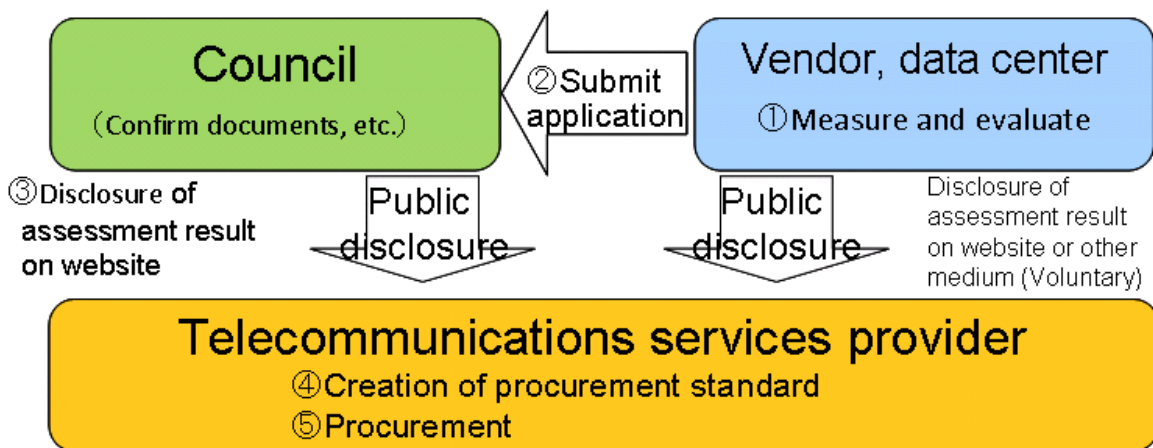 Council
（Confirm documents, etc.）
②Submit
application
Vendor, data center
①Measure and evaluate
③Disclosure of
assessment result
on website
Public
disclosure
Public
disclosure
Disclosure of
assessment result
on website or other
medium (Voluntary)
Telecommunications services provider
④Creation of procurement standard
⑤Procurement